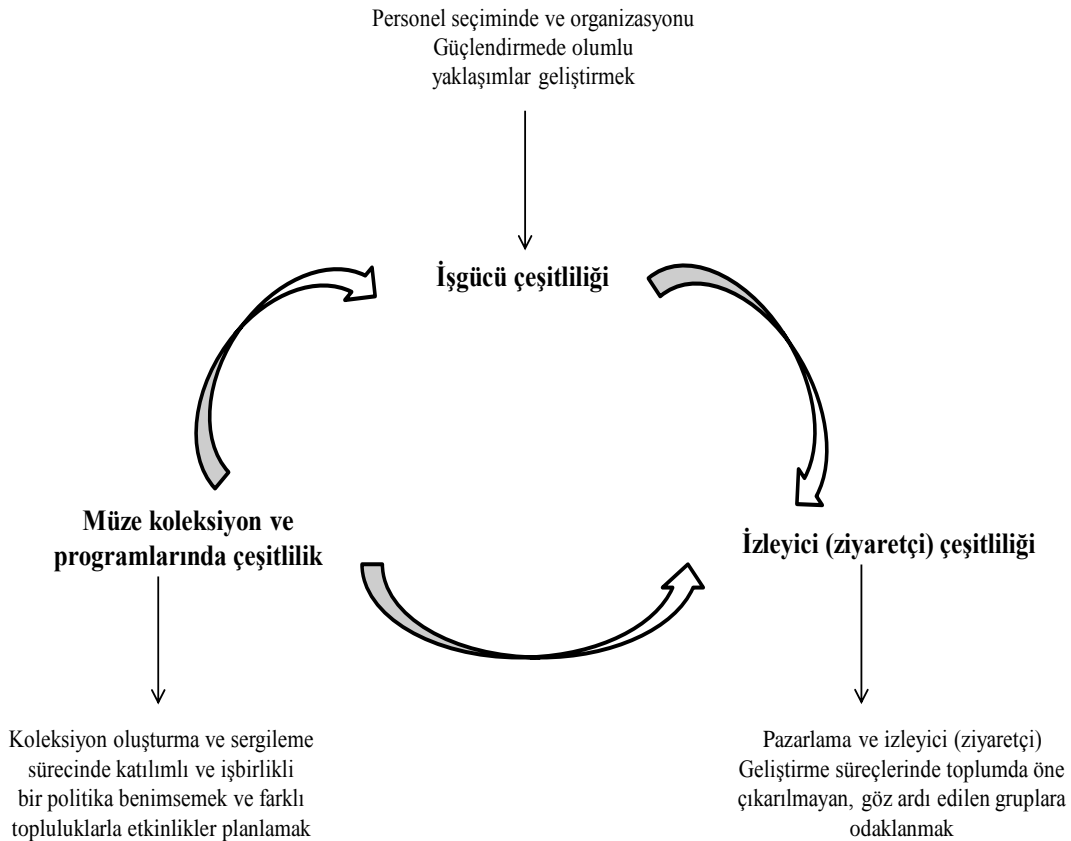 Personel seçiminde ve organizasyonu
Güçlendirmede olumlu
yaklaşımlar geliştirmek
İşgücü çeşitliliği
Müze koleksiyon ve
programlarında çeşitlilik
İzleyici (ziyaretçi) çeşitliliği
Koleksiyon oluşturma ve sergileme
sürecinde katılımlı ve işbirlikli
bir politika benimsemek ve farklı
topluluklarla etkinlikler planlamak
Pazarlama ve izleyici (ziyaretçi)
Geliştirme süreçlerinde toplumda öne
çıkarılmayan, göz ardı edilen gruplara
odaklanmak